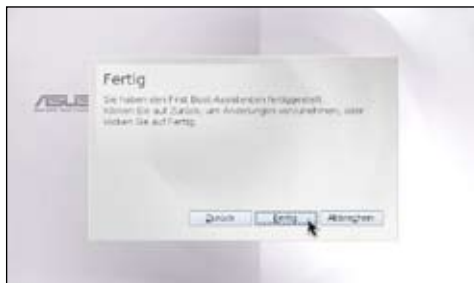 Fertig
ASUS
Sie haben den First Boot-Assistenten fertiggestellt.
Klicken Sie auf Zurück, um Änderungen vorzunehmen, oder
klicken Sie auf Fertig.
Zurück Fertig Abbrechen